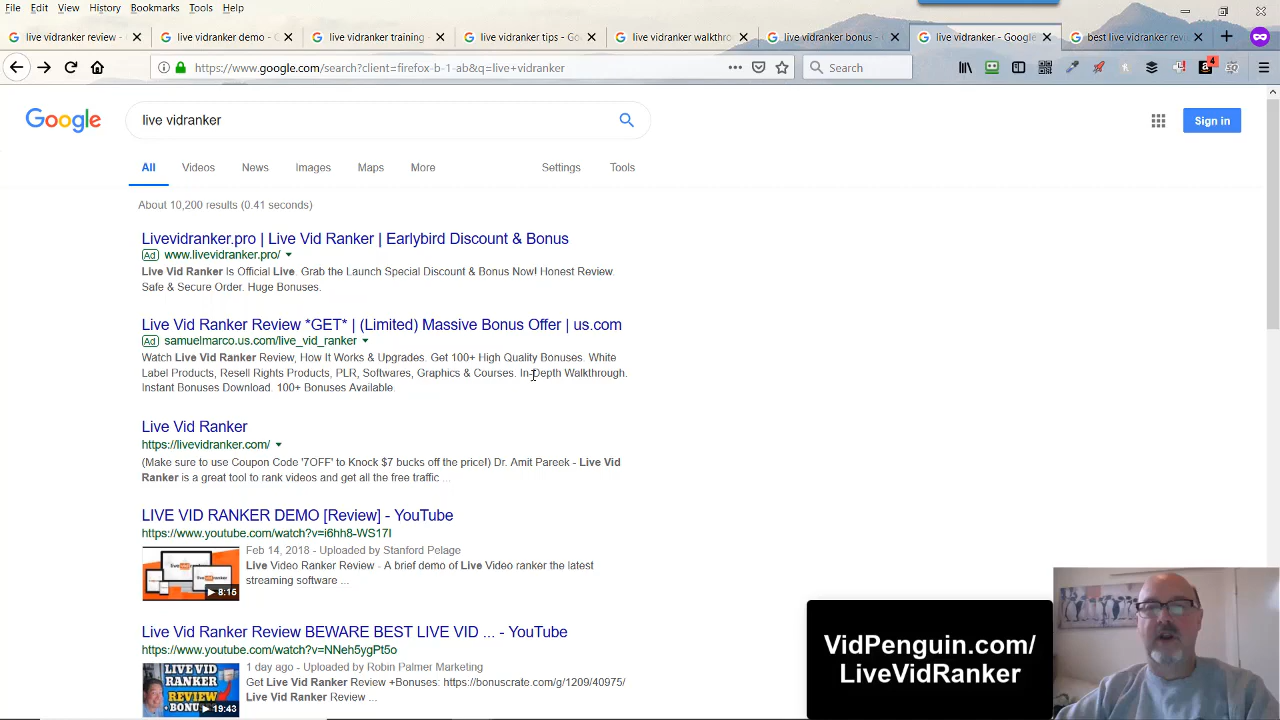 File Edit View History Bookmarks Tools Help
live vidranker review -
live vidranker demo - G
live vidranker training
live vidranker tips - Go
live vidranker walkthro
live vidranker bonus -
live vidranker - Google
best live vidranker revi
https://www.google.com/search?client=firefox-b-1-ab&q=live+vidranker
Search
4
Google
live vidranker
Sign in
All Videos News Images Maps More Settings Tools
About 10,200 results (0.41 seconds)
Livevidranker.pro | Live Vid Ranker | Earlybird Discount & Bonus
Ad www.livevidranker.pro/
Live Vid Ranker Is Official Live. Grab the Launch Special Discount & Bonus Now! Honest Review.
Safe & Secure Order. Huge Bonuses.
Live Vid Ranker Review *GET* | (Limited) Massive Bonus Offer | us.com
Ad samuelmarco.us.com/live_vid_ranker
Watch Live Vid Ranker Review, How It Works & Upgrades. Get 100+ High Quality Bonuses. White
Label Products, Resell Rights Products, PLR, Softwares, Graphics & Courses. In-Depth Walkthrough.
Instant Bonuses Download. 100+ Bonuses Available.
Live Vid Ranker
https://livevidranker.com/
(Make sure to use Coupon Code '7OFF' to Knock $7 bucks off the price!) Dr. Amit Pareek - Live Vid
Ranker is a great tool to rank videos and get all the free traffic ...
LIVE VID RANKER DEMO [Review] - YouTube
https://www.youtube.com/watch?v=i6hh8-WS17I
Feb 14, 2018 - Uploaded by Stanford Pelage
Live Video Ranker Review - A brief demo of Live Video ranker the latest
streaming software ...
8:16
Live Vid Ranker Review BEWARE BEST LIVE VID ... - YouTube
https://www.youtube.com/watch?v=NNeh5ygPt5o
1 day ago - Uploaded by Robin Palmer Marketing
Get Live Vid Ranker Review +Bonuses: https://bonuscrate.com/g/1209/40975/
Live Vid Ranker Review ...
LIVE VID
RANKER
REVIEW
+BONU
19:43
VidPenguin.com/
LiveVidRanker